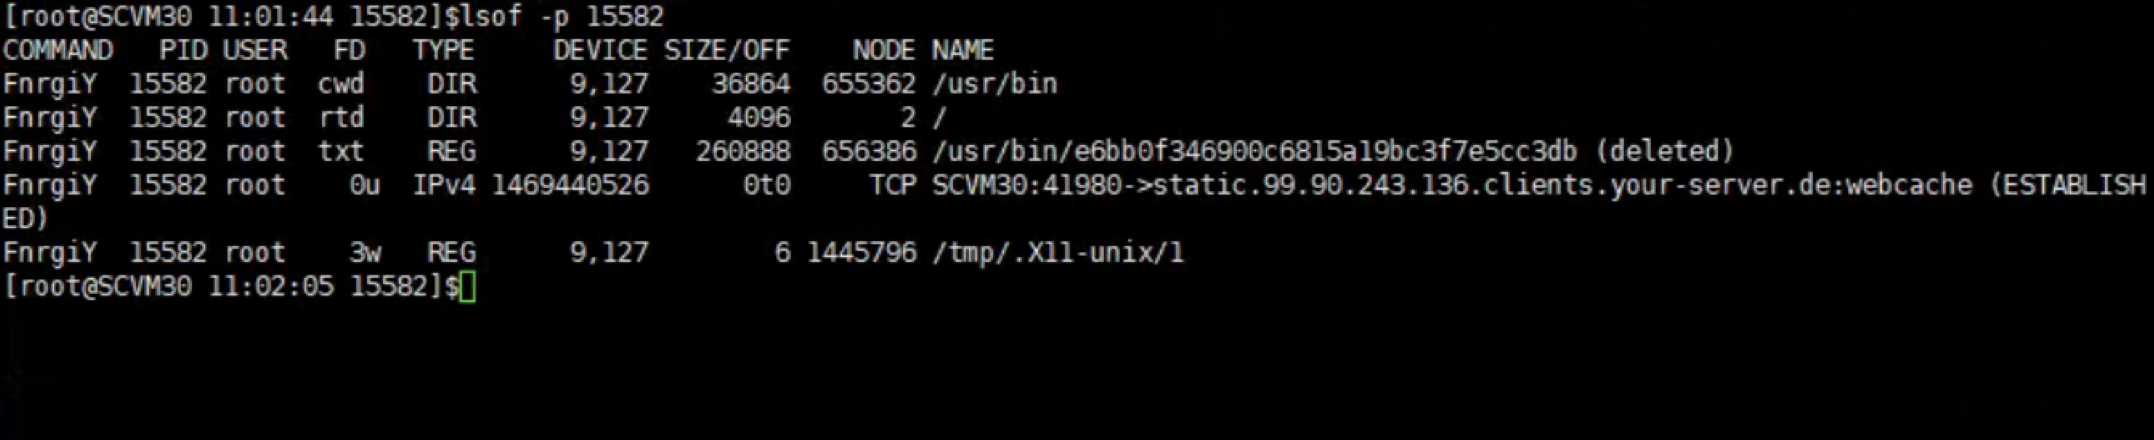 [root@SCVM30 11:01:44 15582]$lsof -p 15582
COMMAND PID USER FD TYPE DEVICE SIZE/OFF NODE NAME
FnrgiY 15582 root cwd DIR 9,127 36864 655362 /usr/bin
FnrgiY 15582 root rtd DIR 9,127 4096 2 /
FnrgiY 15582 root txt REG 9,127 260888 656386 /usr/bin/e6bb0f346900c6815a19bc3f7e5cc3db (deleted)
FnrgiY 15582 root 0u IPv4 1469440526 0t0 TCP SCVM30:41980->static.99.90.243.136.clients.your-server.de:webcache (ESTABLISH
ED)
FnrgiY 15582 root 3w REG 9,127 6 1445796 /tmp/.X11-unix/1
[root@SCVM30 11:02:05 15582]$